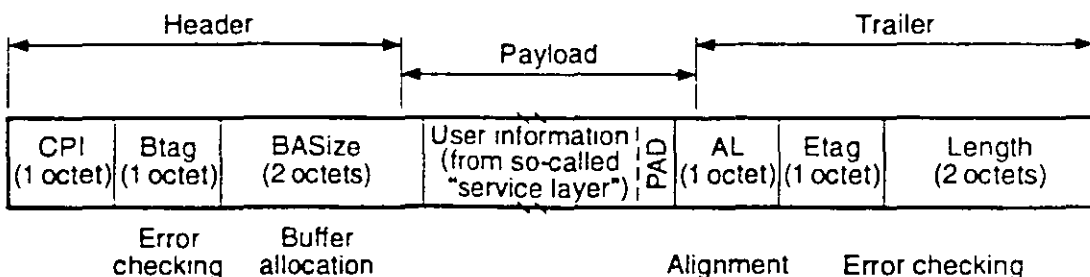 Header
Trailer
Payload
CPI
(1 octet)
Btag
(1 octet)
BASize
(2 octets)
User information
(from so-called
"service layer")
PAD
AL
(1 octet)
Etag
(1 octet)
Length
(2 octets)
Error
checking
Buffer
allocation
Alignment
Error checking